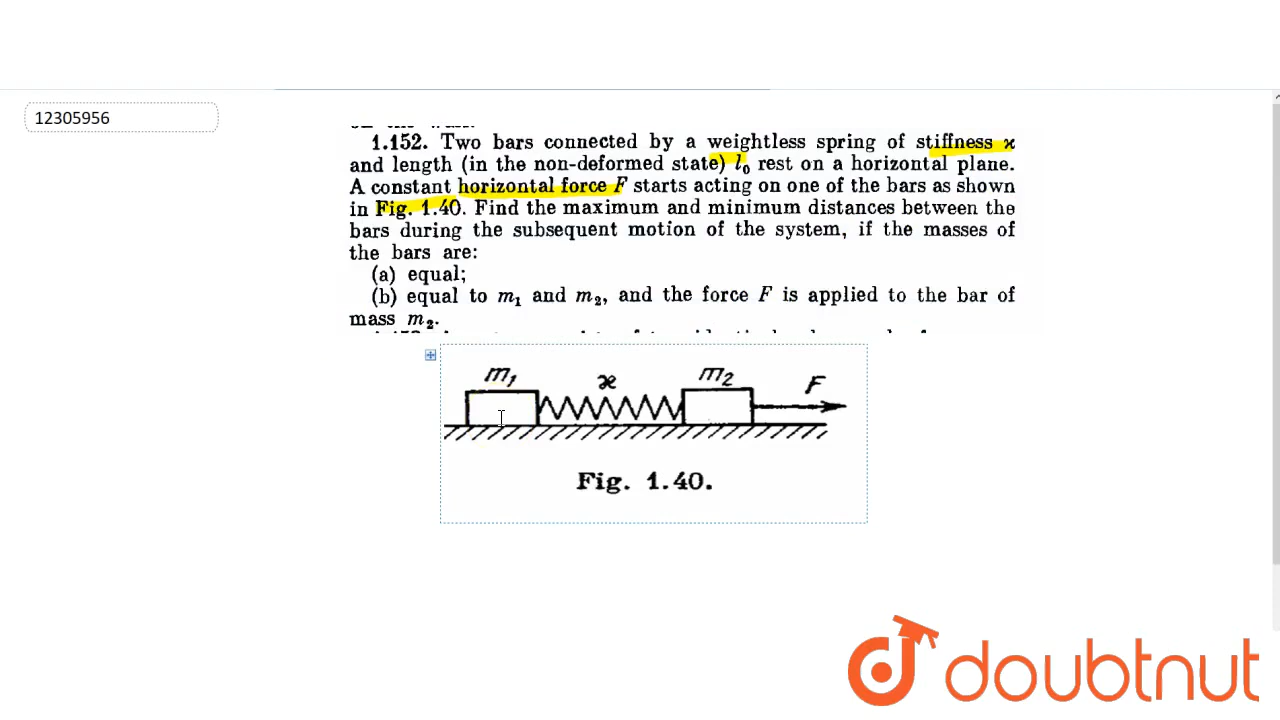 12305956
1.152. Two bars connected by a weightless spring of stiffness ϰ
and length (in the non-deformed state) l₀ rest on a horizontal plane.
A constant horizontal force F starts acting on one of the bars as shown
in Fig. 1.40. Find the maximum and minimum distances between the
bars during the subsequent motion of the system, if the masses of
the bars are:
(a) equal;
(b) equal to m₁ and m₂, and the force F is applied to the bar of
mass m₂.
m₁ ϰ m₂ F
Fig. 1.40.
doubtnut